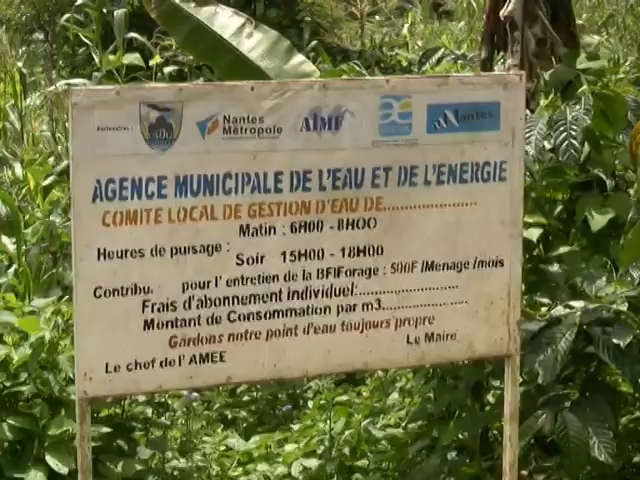 Partenaires :
Nantes Métropole
AIMF
Nantes
AGENCE MUNICIPALE DE L'EAU ET DE L'ENERGIE
COMITE LOCAL DE GESTION D'EAU DE......................
Matin : 6H00 - 8H00
Heures de puisage :
Soir 15H00 - 18H00
Contribu. pour l'entretien de la BF/Forage : 500F /Menage /mois
Frais d'abonnement individuel:......................
Montant de Consommation par m3....................
Gardons notre point d'eau toujours propre
Le Maire
Le chef de l'AMEE